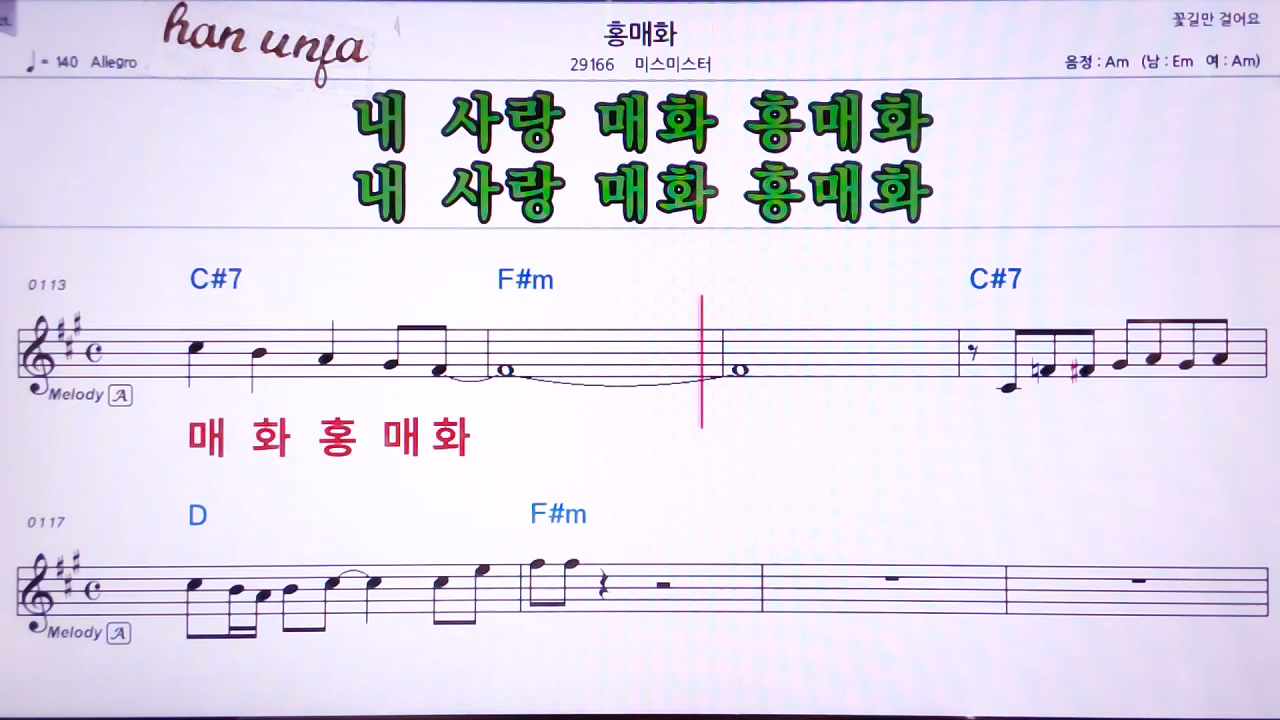 han unfa
홍매화
꽃길만 걸어요
♩= 140 Allegro
29166 미스미스터
음정 : Am (남 : Em 여 : Am)
내 사랑 매화 홍매화
내 사랑 매화 홍매화
0113 C#7 F#m C#7
Melody A
매 화 홍 매 화
0117 D F#m
Melody A